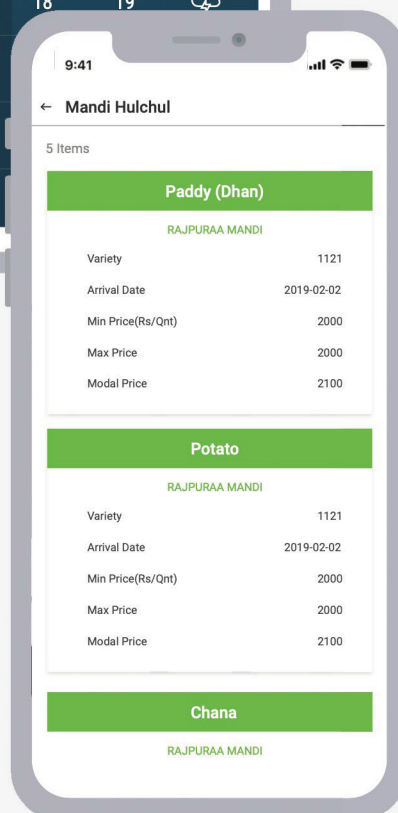 18 19
9:41
← Mandi Hulchul
5 Items
Paddy (Dhan)
RAJPURAA MANDI
Variety 1121
Arrival Date 2019-02-02
Min Price(Rs/Qnt) 2000
Max Price 2000
Modal Price 2100
Potato
RAJPURAA MANDI
Variety 1121
Arrival Date 2019-02-02
Min Price(Rs/Qnt) 2000
Max Price 2000
Modal Price 2100
Chana
RAJPURAA MANDI